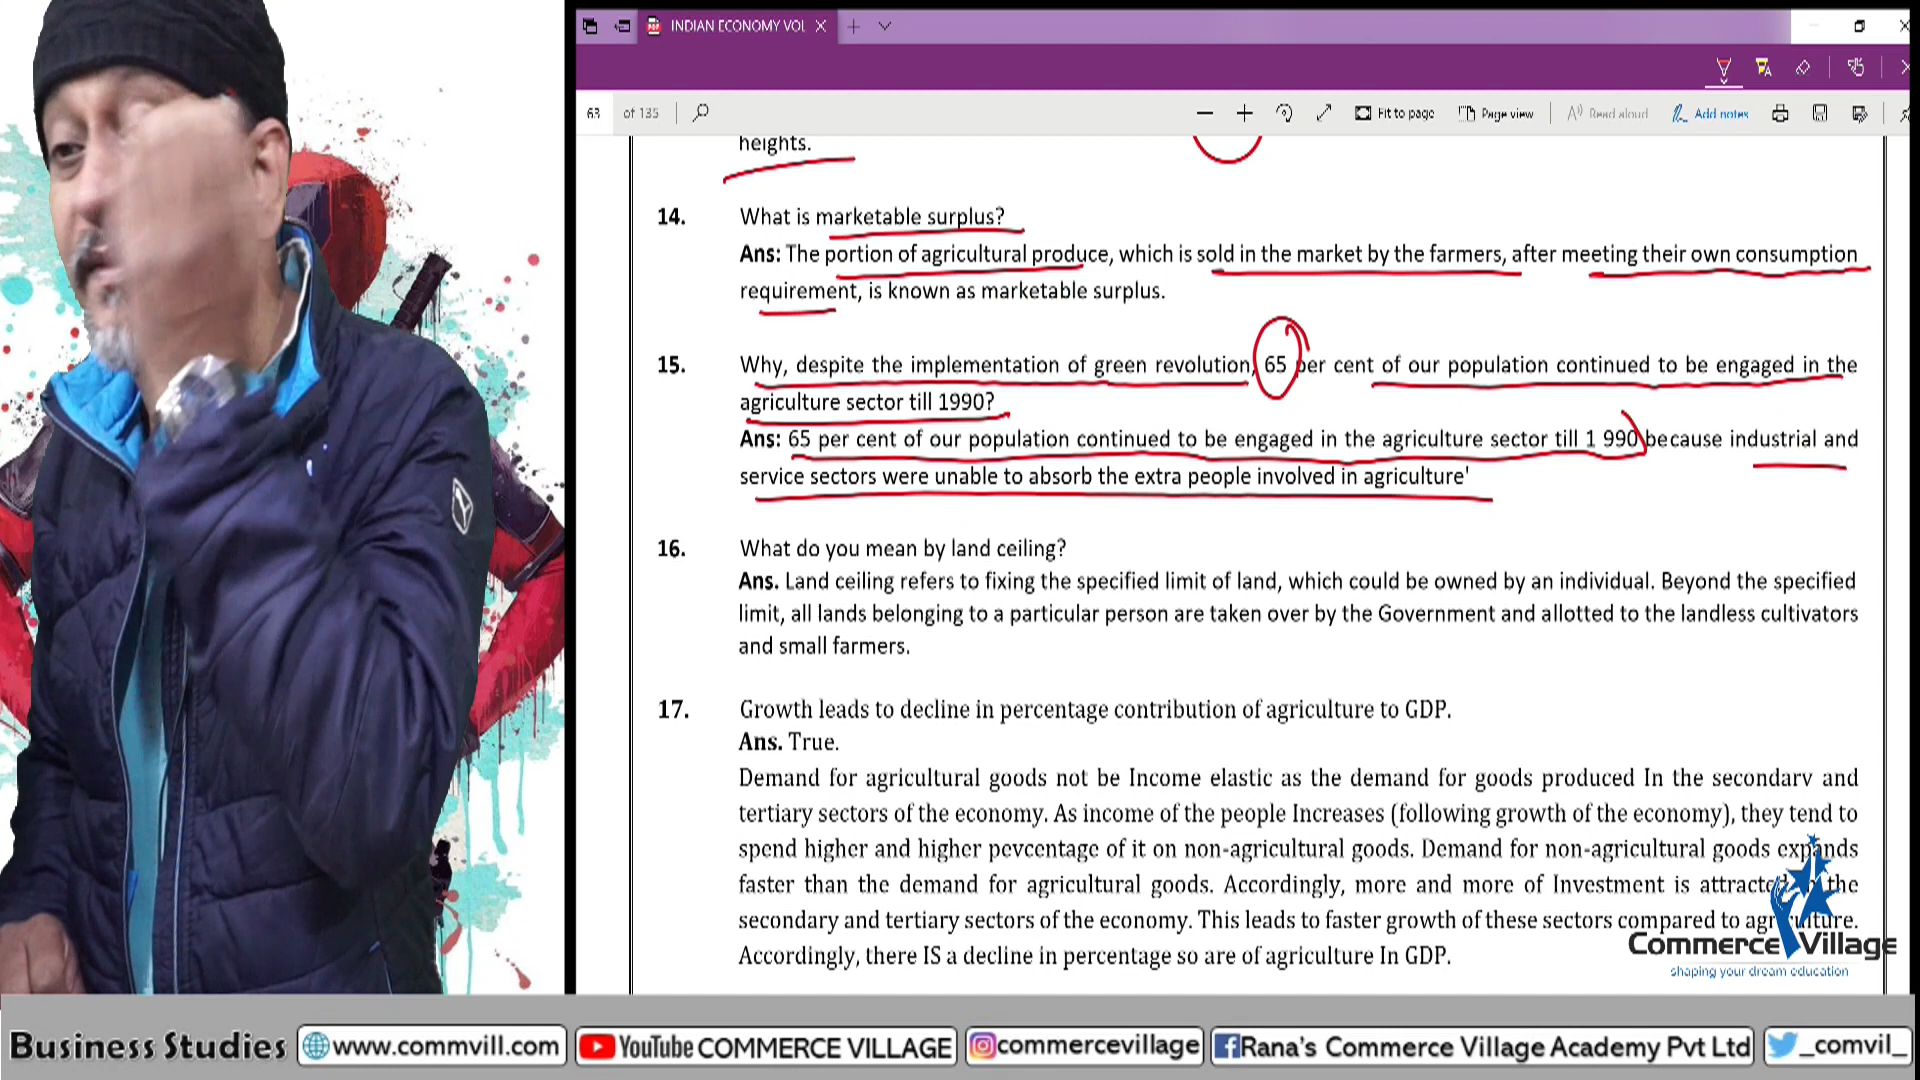 INDIAN ECONOMY VOL
63 of 135
Fit to page
Page view
Read aloud
Add notes
heights.
14. What is marketable surplus?
Ans: The portion of agricultural produce, which is sold in the market by the farmers, after meeting their own consumption
requirement, is known as marketable surplus.
15. Why, despite the implementation of green revolution, 65 per cent of our population continued to be engaged in the
agriculture sector till 1990?
Ans: 65 per cent of our population continued to be engaged in the agriculture sector till 1 990 because industrial and
service sectors were unable to absorb the extra people involved in agriculture'
16. What do you mean by land ceiling?
Ans. Land ceiling refers to fixing the specified limit of land, which could be owned by an individual. Beyond the specified
limit, all lands belonging to a particular person are taken over by the Government and allotted to the landless cultivators
and small farmers.
17. Growth leads to decline in percentage contribution of agriculture to GDP.
Ans. True.
Demand for agricultural goods not be Income elastic as the demand for goods produced In the secondarv and
tertiary sectors of the economy. As income of the people Increases (following growth of the economy), they tend to
spend higher and higher pevcentage of it on non-agricultural goods. Demand for non-agricultural goods expands
faster than the demand for agricultural goods. Accordingly, more and more of Investment is attracted the
secondary and tertiary sectors of the economy. This leads to faster growth of these sectors compared to agriculture.
Accordingly, there IS a decline in percentage so are of agriculture In GDP.
Commerce Village
shaping your dream education
Business Studies
www.commvill.com
YouTube COMMERCE VILLAGE
commercevillage
Rana's Commerce Village Academy Pvt Ltd
_comvil_